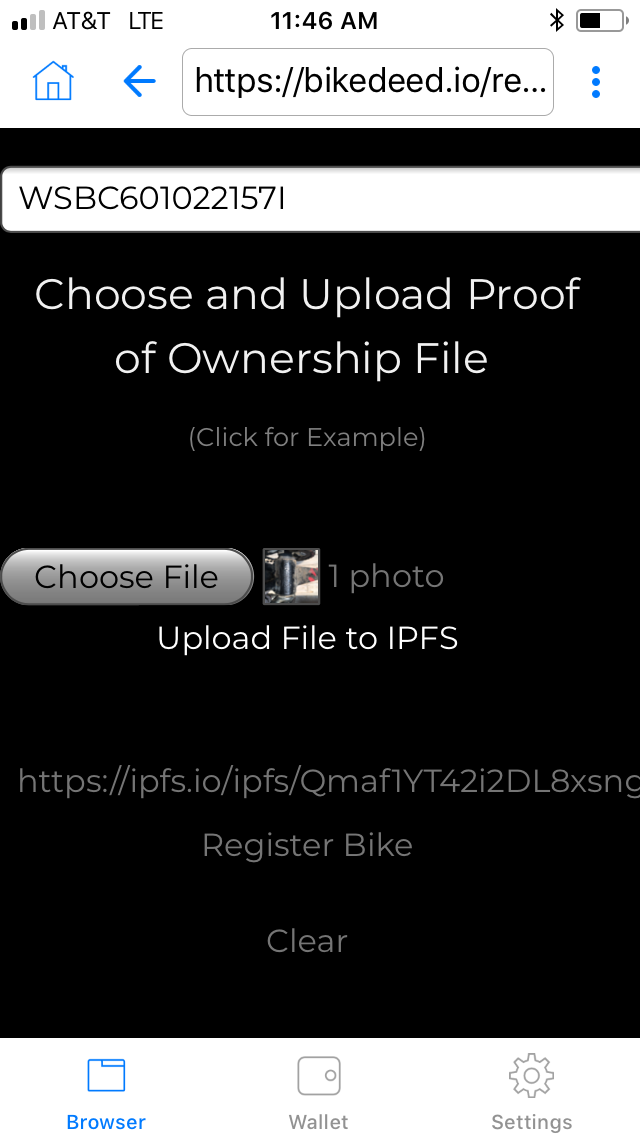 AT&T LTE 11:46 AM
https://bikedeed.io/re...
WSBC601022157I
Choose and Upload Proof
of Ownership File
(Click for Example)
Choose File 1 photo
Upload File to IPFS
https://ipfs.io/ipfs/Qmaf1YT42i2DL8xsng
Register Bike
Clear
Browser Wallet Settings